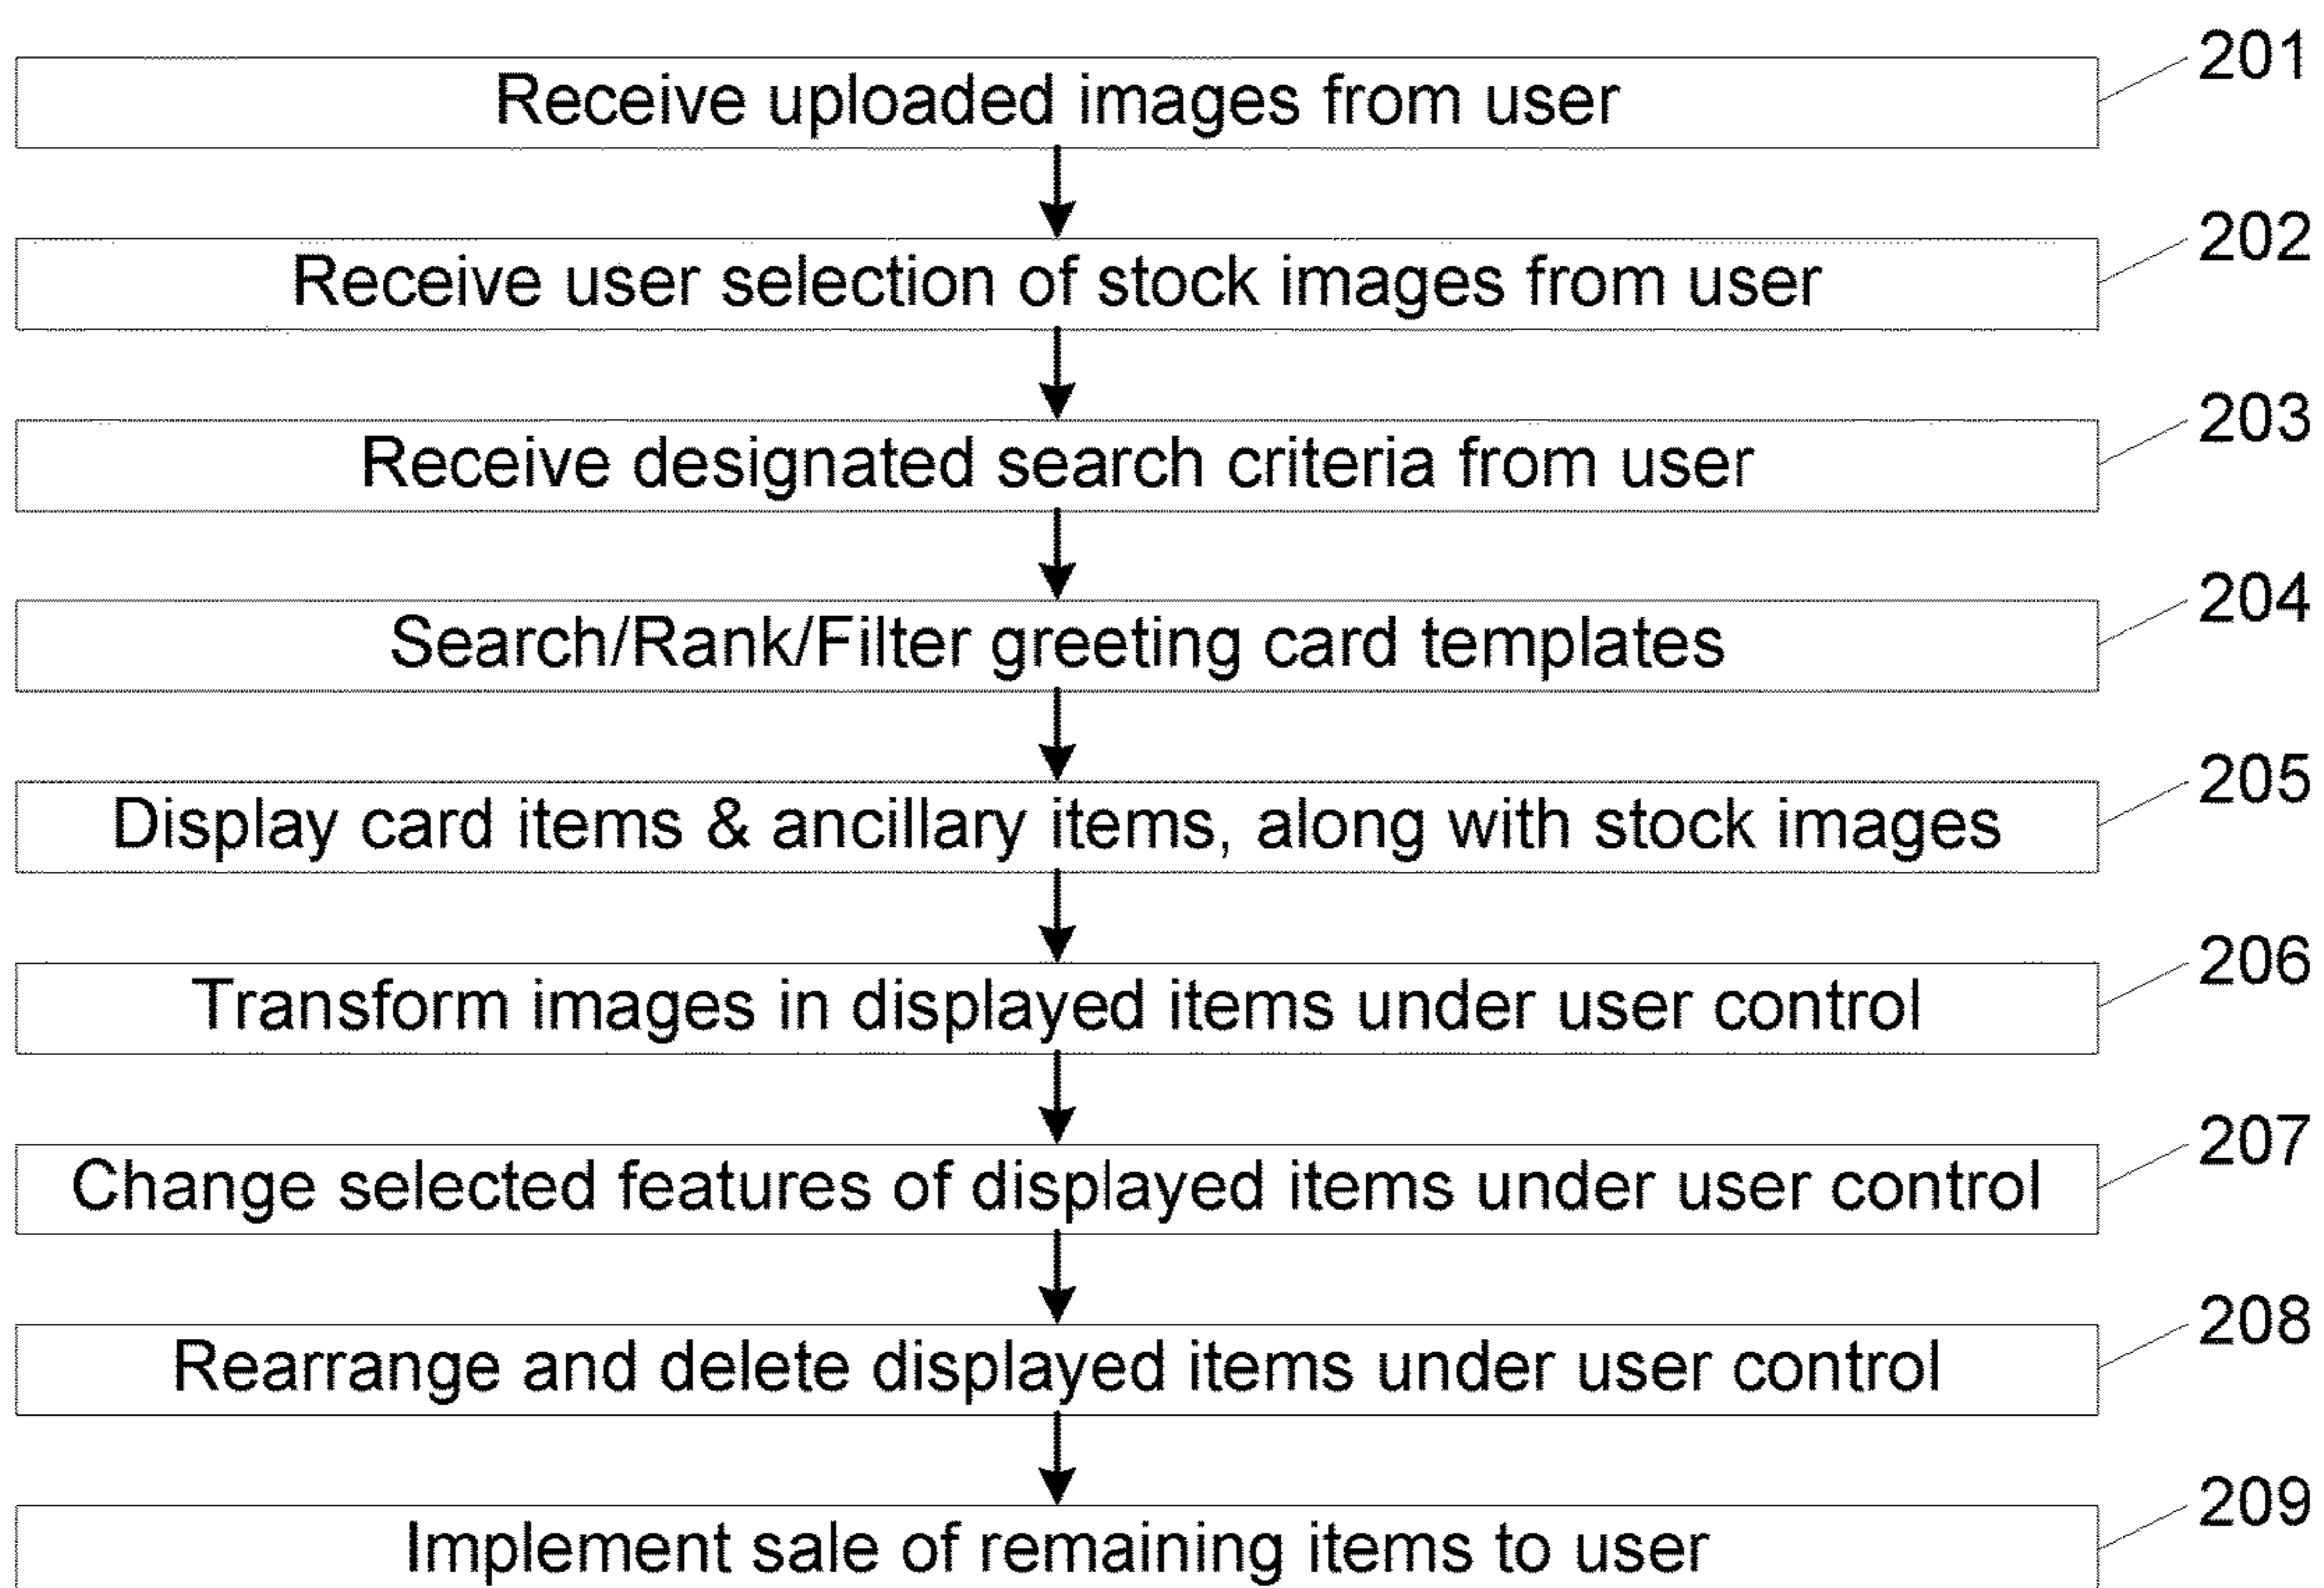 201
Receive uploaded images from user
202
Receive user selection of stock images from user
203
Receive designated search criteria from user
204
Search/Rank/Filter greeting card templates
205
Display card items & ancillary items, along with stock images
206
Transform images in displayed items under user control
207
Change selected features of displayed items under user control
208
Rearrange and delete displayed items under user control
209
Implement sale of remaining items to user